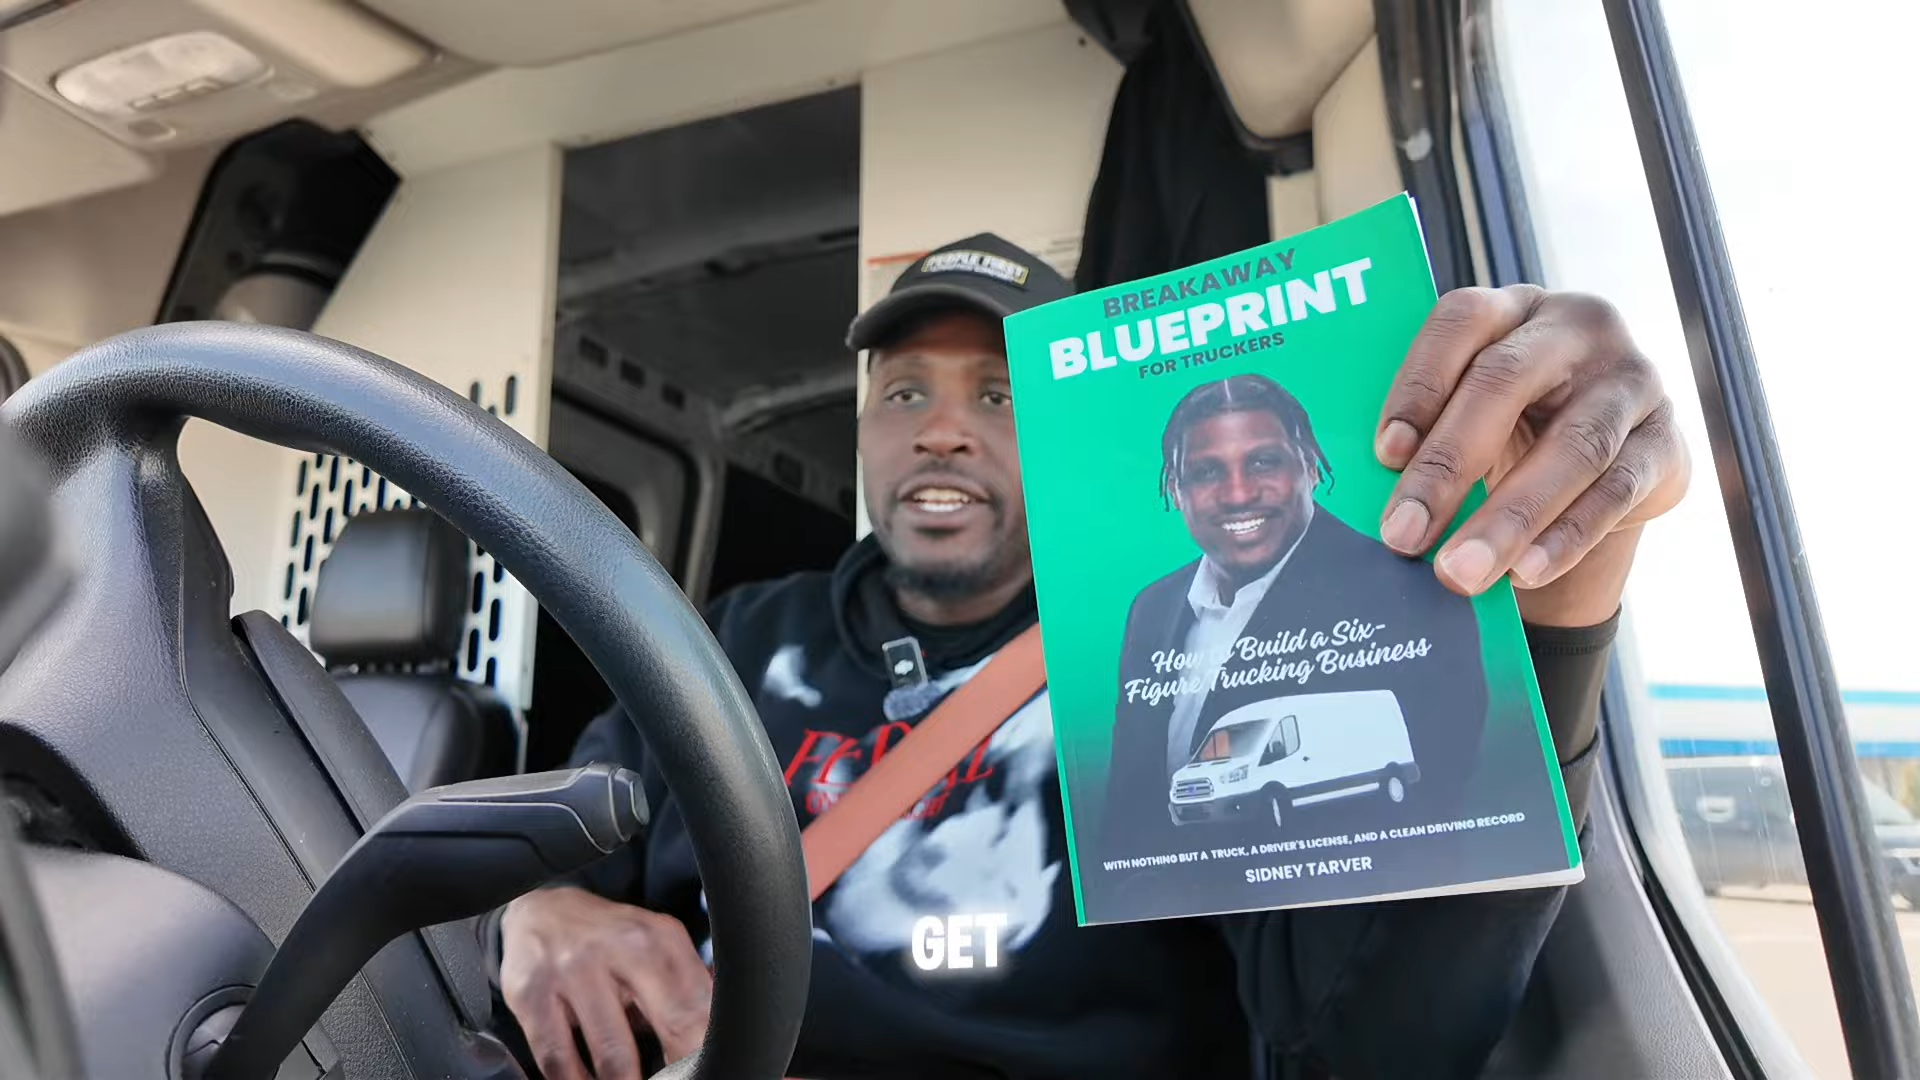 PEOPLE FIRST
BREAKAWAY
BLUEPRINT
FOR TRUCKERS
How to Build a Six-
Figure Trucking Business
WITH NOTHING BUT A TRUCK, A DRIVER'S LICENSE, AND A CLEAN DRIVING RECORD
SIDNEY TARVER
GET